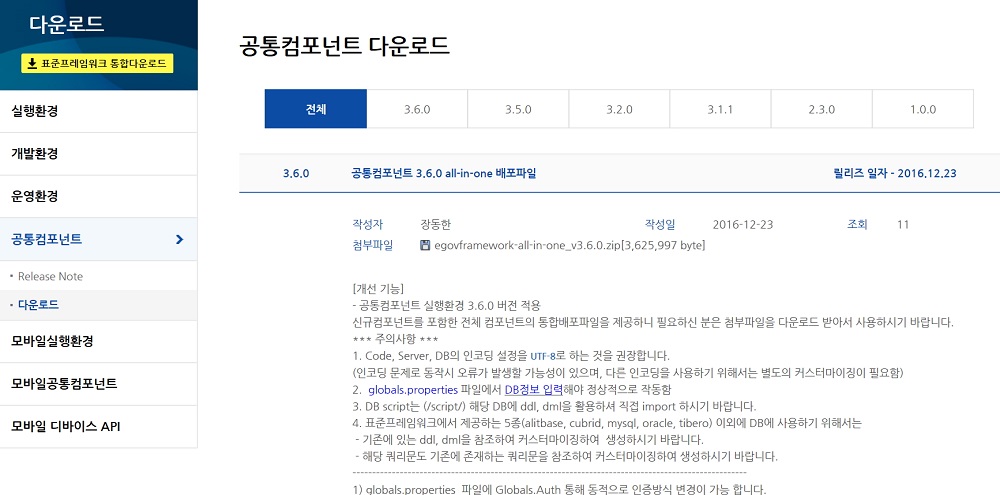 다운로드
표준프레임워크 통합다운로드
실행환경
개발환경
운영환경
공통컴포넌트
• Release Note
• 다운로드
모바일실행환경
모바일공통컴포넌트
모바일 디바이스 API
공통컴포넌트 다운로드
전체 3.6.0 3.5.0 3.2.0 3.1.1 2.3.0 1.0.0
3.6.0 공통컴포넌트 3.6.0 all-in-one 배포파일 릴리즈 일자 - 2016.12.23
작성자 장동한 작성일 2016-12-23 조회 11
첨부파일 egovframework-all-in-one_v3.6.0.zip[3,625,997 byte]
[개선 기능]
- 공통컴포넌트 실행환경 3.6.0 버전 적용
신규컴포넌트를 포함한 전체 컴포넌트의 통합배포파일을 제공하니 필요하신 분은 첨부파일을 다운로드 받아서 사용하시기 바랍니다.
*** 주의사항 ***
1. Code, Server, DB의 인코딩 설정을 UTF-8로 하는 것을 권장합니다.
(인코딩 문제로 동작시 오류가 발생할 가능성이 있으며, 다른 인코딩을 사용하기 위해서는 별도의 커스터마이징이 필요함)
2. globals.properties 파일에서 DB정보 입력해야 정상적으로 작동함
3. DB script는 (/script/) 해당 DB에 ddl, dml을 활용하셔 직접 import 하시기 바랍니다.
4. 표준프레임워크에서 제공하는 5종(alitbase, cubrid, mysql, oracle, tibero) 이외에 DB에 사용하기 위해서는
- 기존에 있는 ddl, dml을 참조하여 커스터마이징하여 생성하시기 바랍니다.
- 해당 쿼리문도 기존에 존재하는 쿼리문을 참조하여 커스터마이징하여 생성하시기 바랍니다.
----------------------------------------------------------------------------------------------------
1) globals.properties 파일에 Globals.Auth 통해 동적으로 인증방식 변경이 가능 합니다.